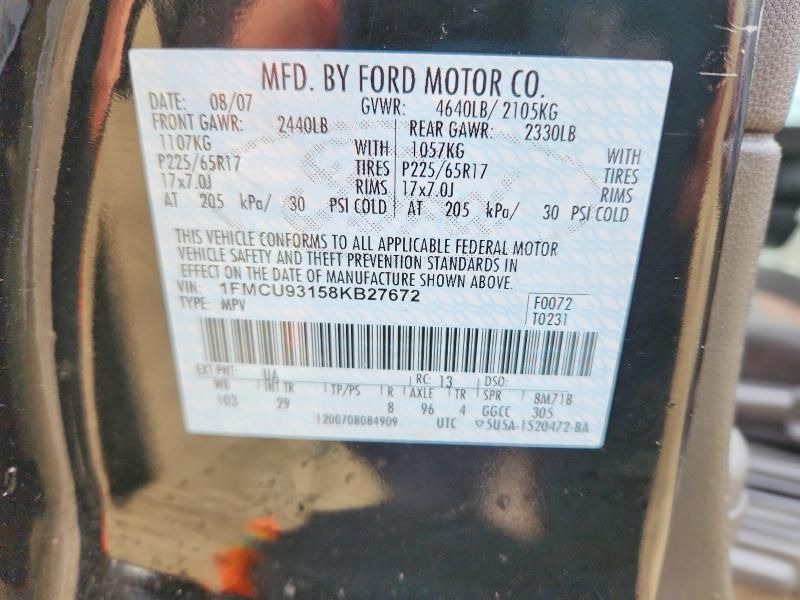 MFD. BY FORD MOTOR CO.
DATE: 08/07 GVWR: 4640LB/ 2105KG
FRONT GAWR: 2440LB REAR GAWR: 2330LB
1107KG WITH 1057KG WITH
P225/65R17 TIRES P225/65R17 TIRES
17x7.0J RIMS 17x7.0J RIMS
AT 205 kPa/ 30 PSI COLD AT 205 kPa/ 30 PSI COLD
THIS VEHICLE CONFORMS TO ALL APPLICABLE FEDERAL MOTOR
VEHICLE SAFETY AND THEFT PREVENTION STANDARDS IN
EFFECT ON THE DATE OF MANUFACTURE SHOWN ABOVE.
VIN: 1FMCU93158KB27672 F0072
TYPE: MPV T0231
EXT PNT: UA RC: 13 DSO:
WB INT TR TP/PS R AXLE TR SPR 8M71B
103 29 8 96 4 GGCC 305
1200708084909 UTC ▽5U5A-1520472-BA